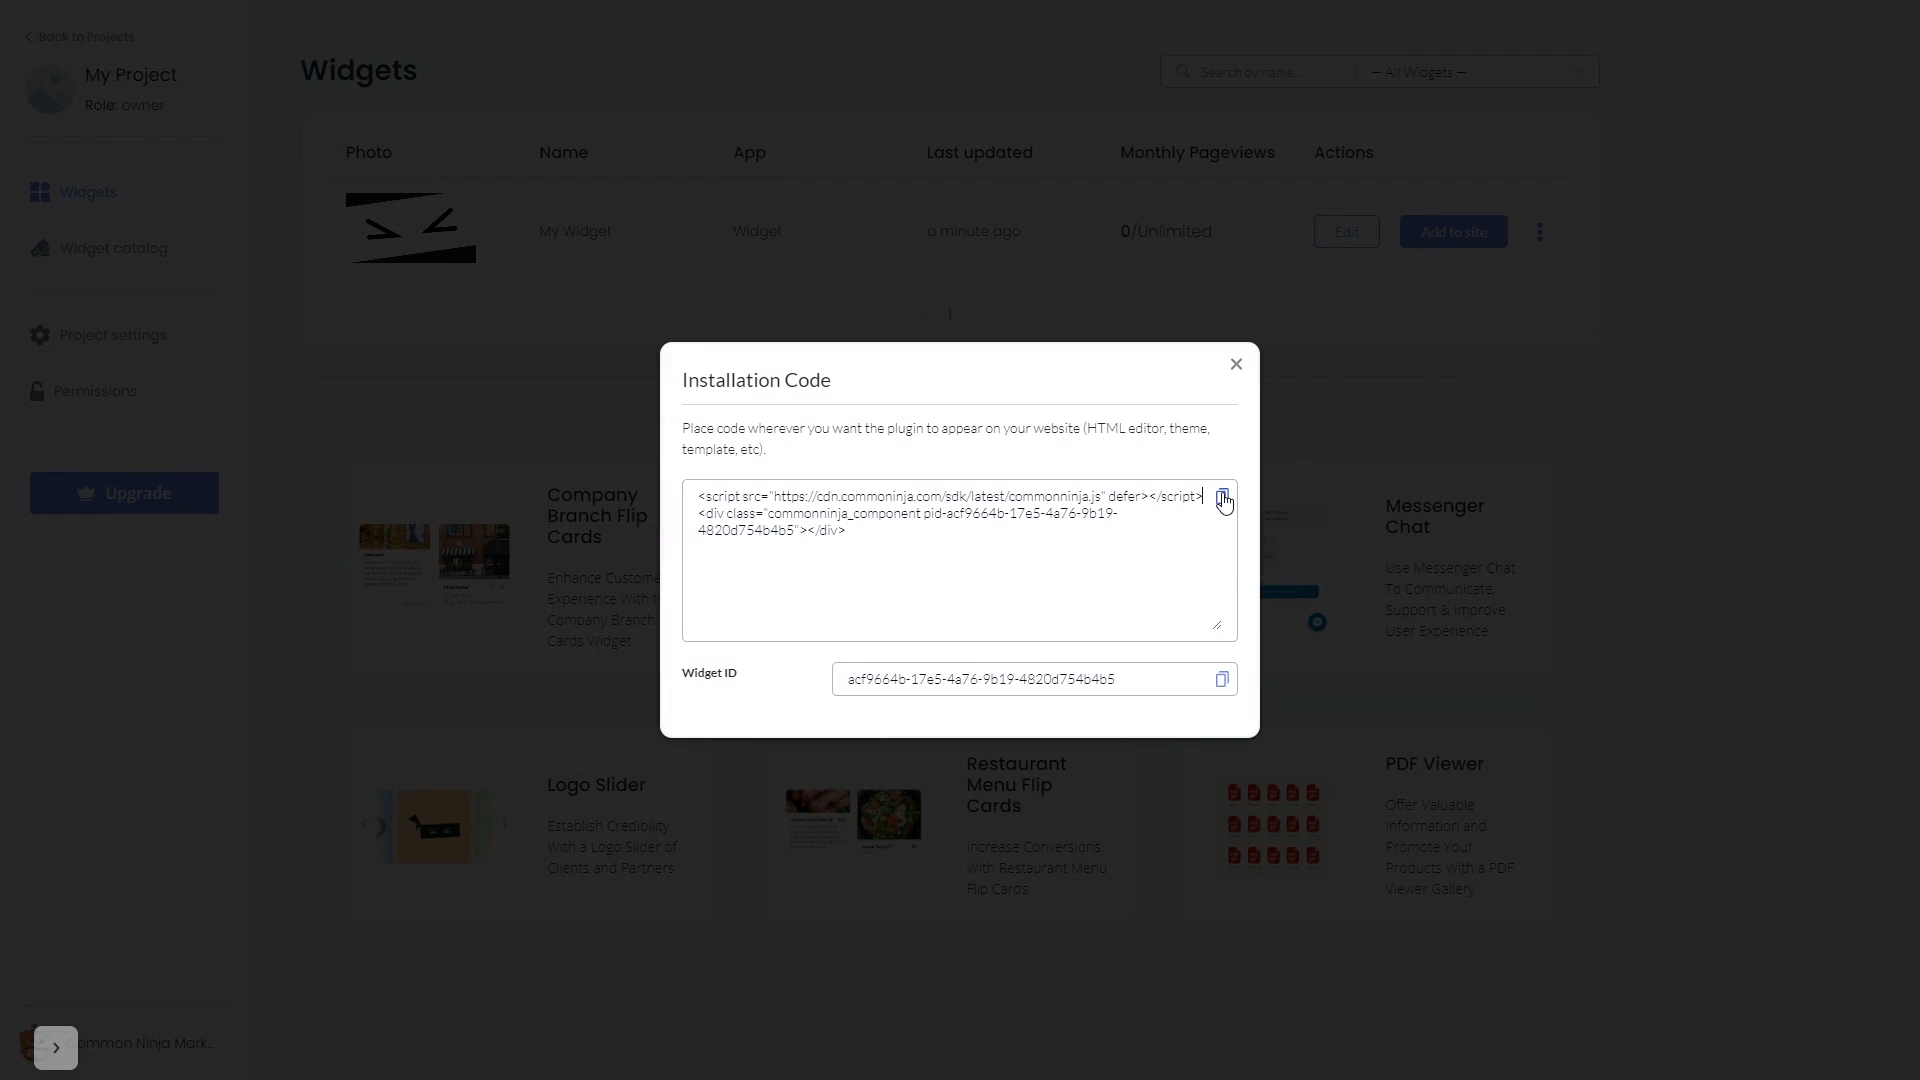 Back to Projects
My Project
Role: owner
Widgets
Widget catalog
Project settings
Permissions
Upgrade
Common Ninja Mark...
Widgets
Search by name...
— All Widgets —
Photo
Name
App
Last updated
Monthly Pageviews
Actions
My Widget
Widget
a minute ago
0/Unlimited
Edit
Add to site
1
Installation Code
Place code wherever you want the plugin to appear on your website (HTML editor, theme,
template, etc).
<script src="https://cdn.commoninja.com/sdk/latest/commonninja.js" defer></script>
<div class="commonninja_component pid-acf9664b-17e5-4a76-9b19-
4820d754b4b5"></div>
Widget ID
acf9664b-17e5-4a76-9b19-4820d754b4b5
Company
Branch Flip
Cards
Enhance Custome
Experience With
Company Branch
Cards Widget
Messenger
Chat
Use Messenger Chat
To Communicate,
Support & Improve
User Experience
Logo Slider
Establish Credibility
With a Logo Slider of
Clients and Partners
Restaurant
Menu Flip
Cards
Increase Conversions
With Restaurant Menu
Flip Cards
PDF Viewer
Offer Valuable
Information and
Promote Your
Products With a PDF
Viewer Gallery